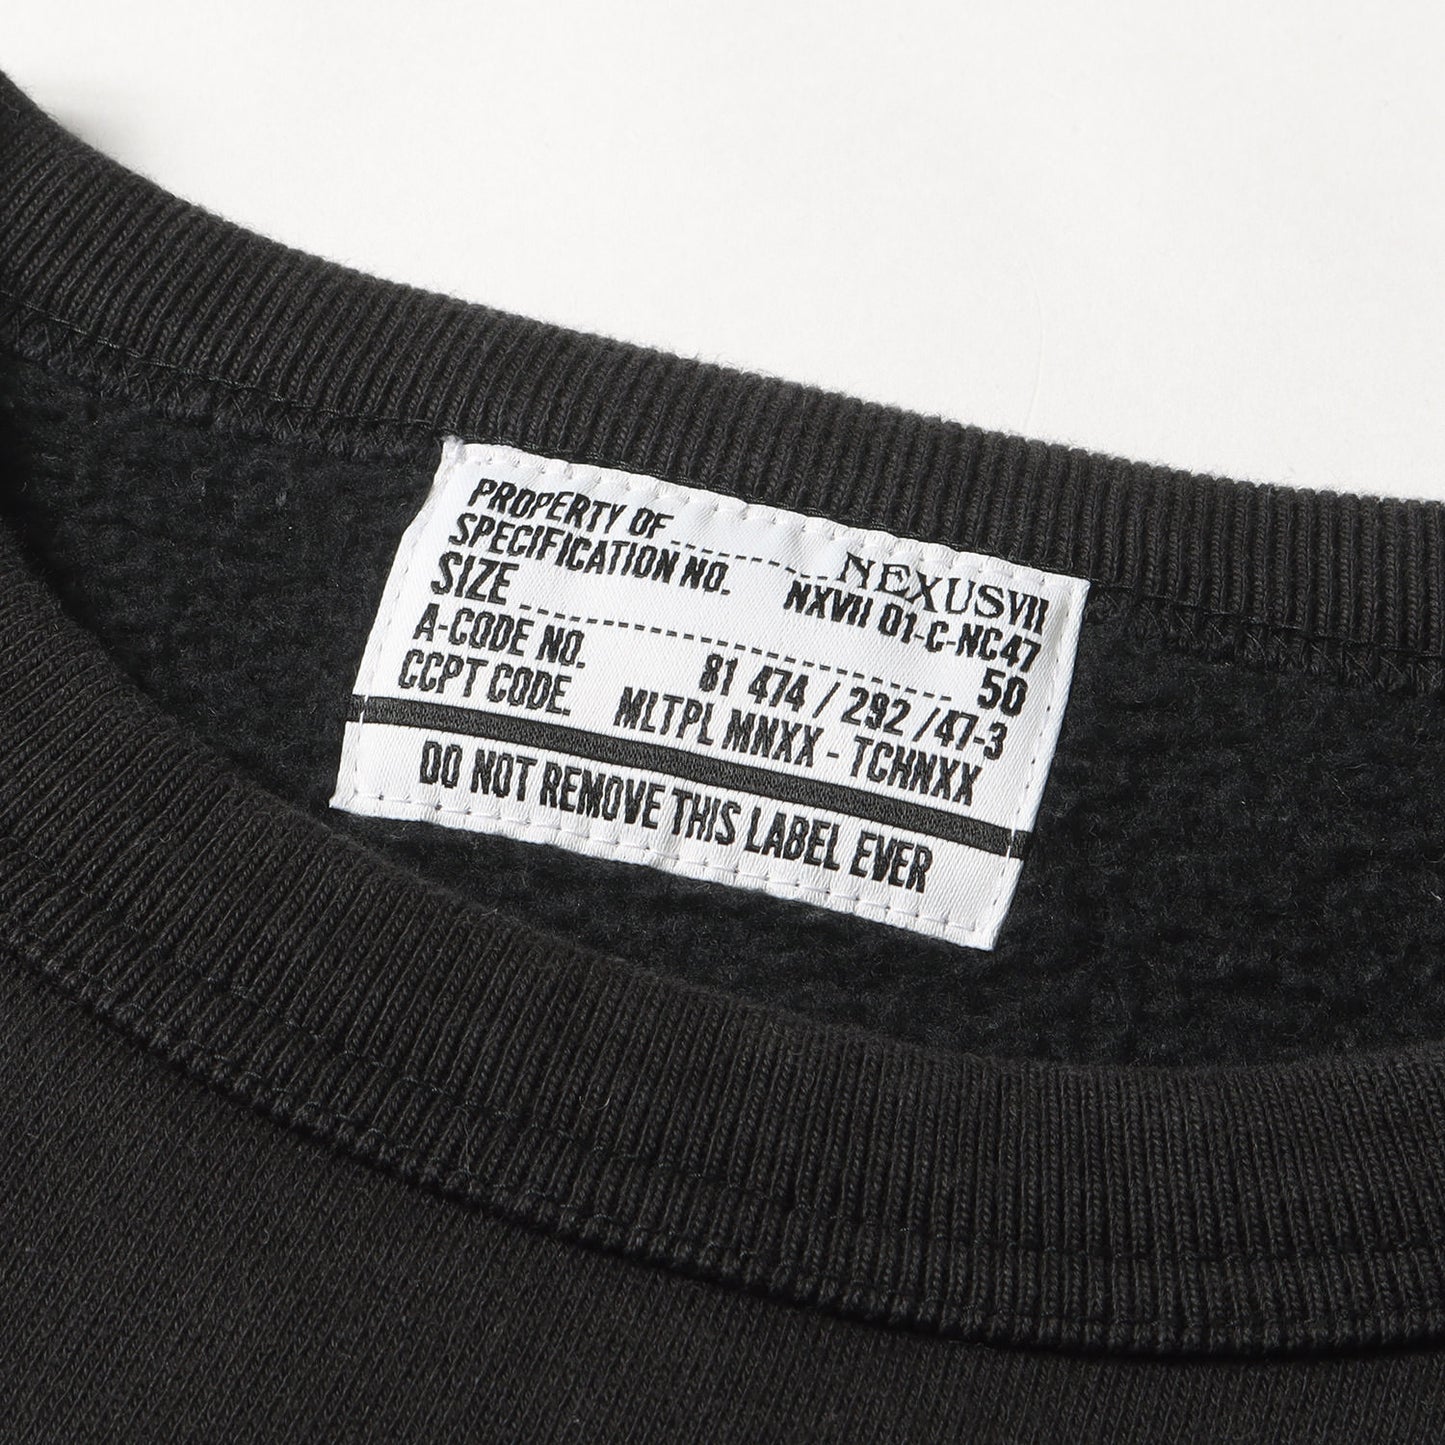 PROPERTY OF NEXUSVII
SPECIFICATION NO. NXVII 01-C-NC47
SIZE 50
A-CODE NO. 81 474 / 292 /47-3
CCPT CODE MLTPL MNXX - TCHNXX
DO NOT REMOVE THIS LABEL EVER